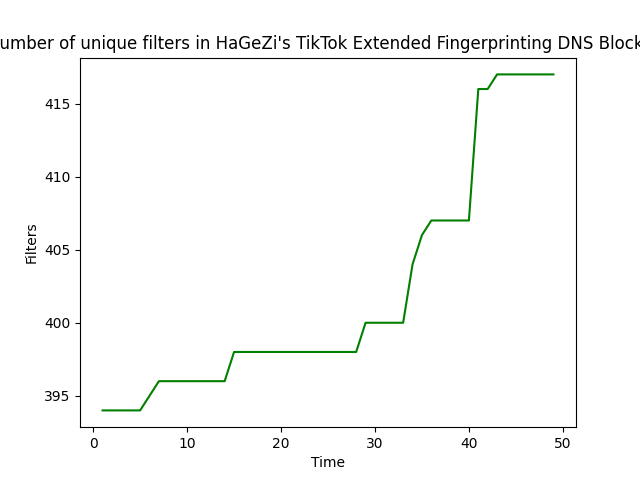 umber of unique filters in HaGeZi's TikTok Extended Fingerprinting DNS Block
415
410
405
400
395
Filters
0 10 20 30 40 50
Time